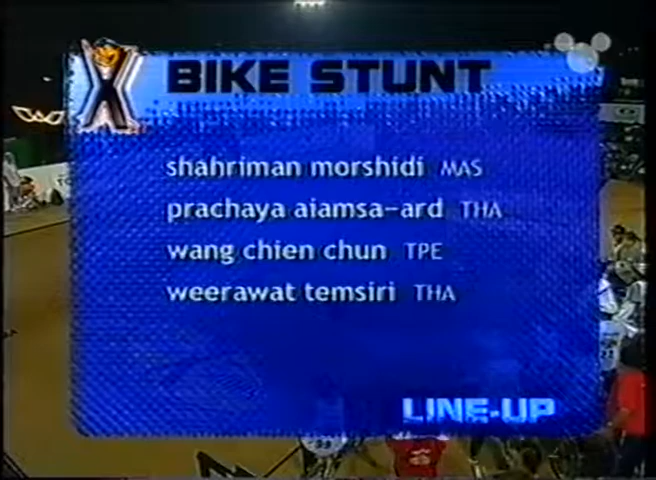 X BIKE STUNT
shahriman morshidi MAS
prachaya aiamsa-ard THA
wang chien chun TPE
weerawat temsiri THA
LINE-UP